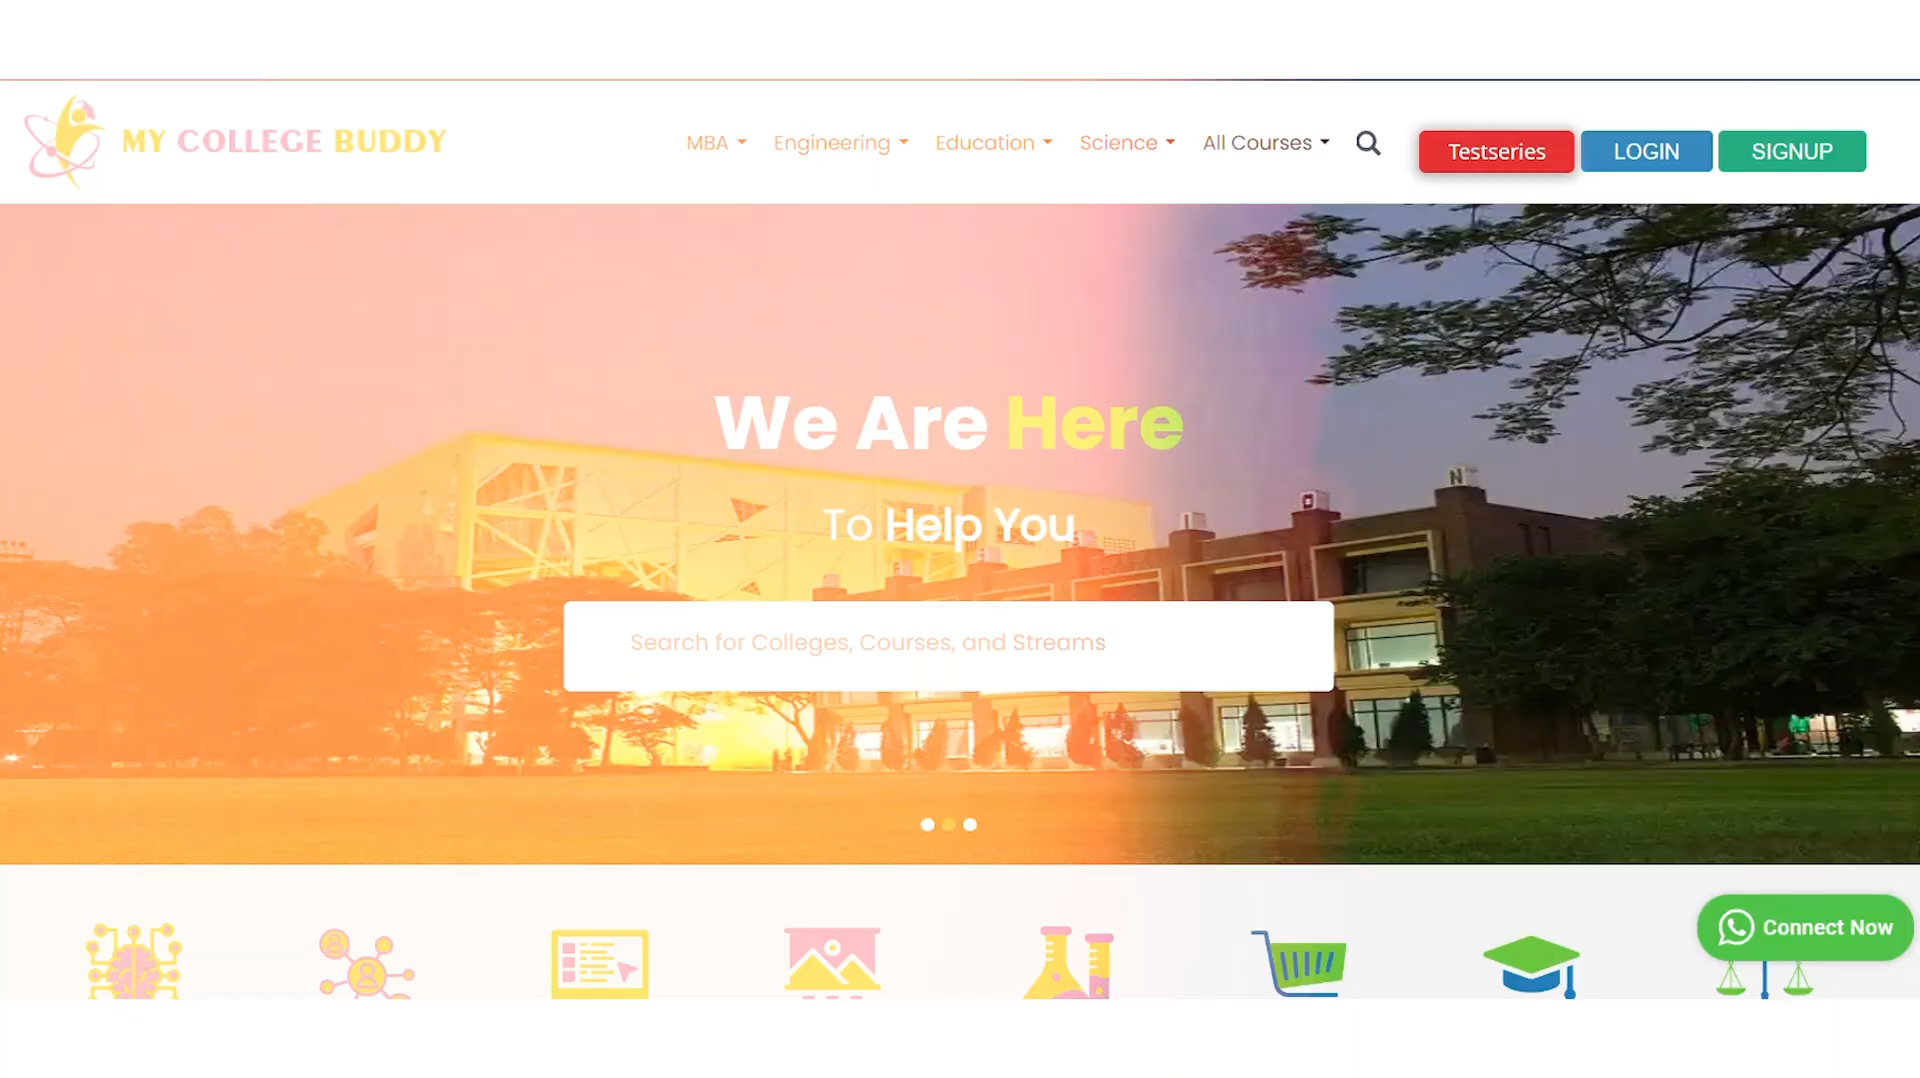 MY COLLEGE BUDDY
MBA Engineering Education Science All Courses Testseries LOGIN SIGNUP
We Are Here
To Help You
Search for Colleges, Courses, and Streams
N
Connect Now